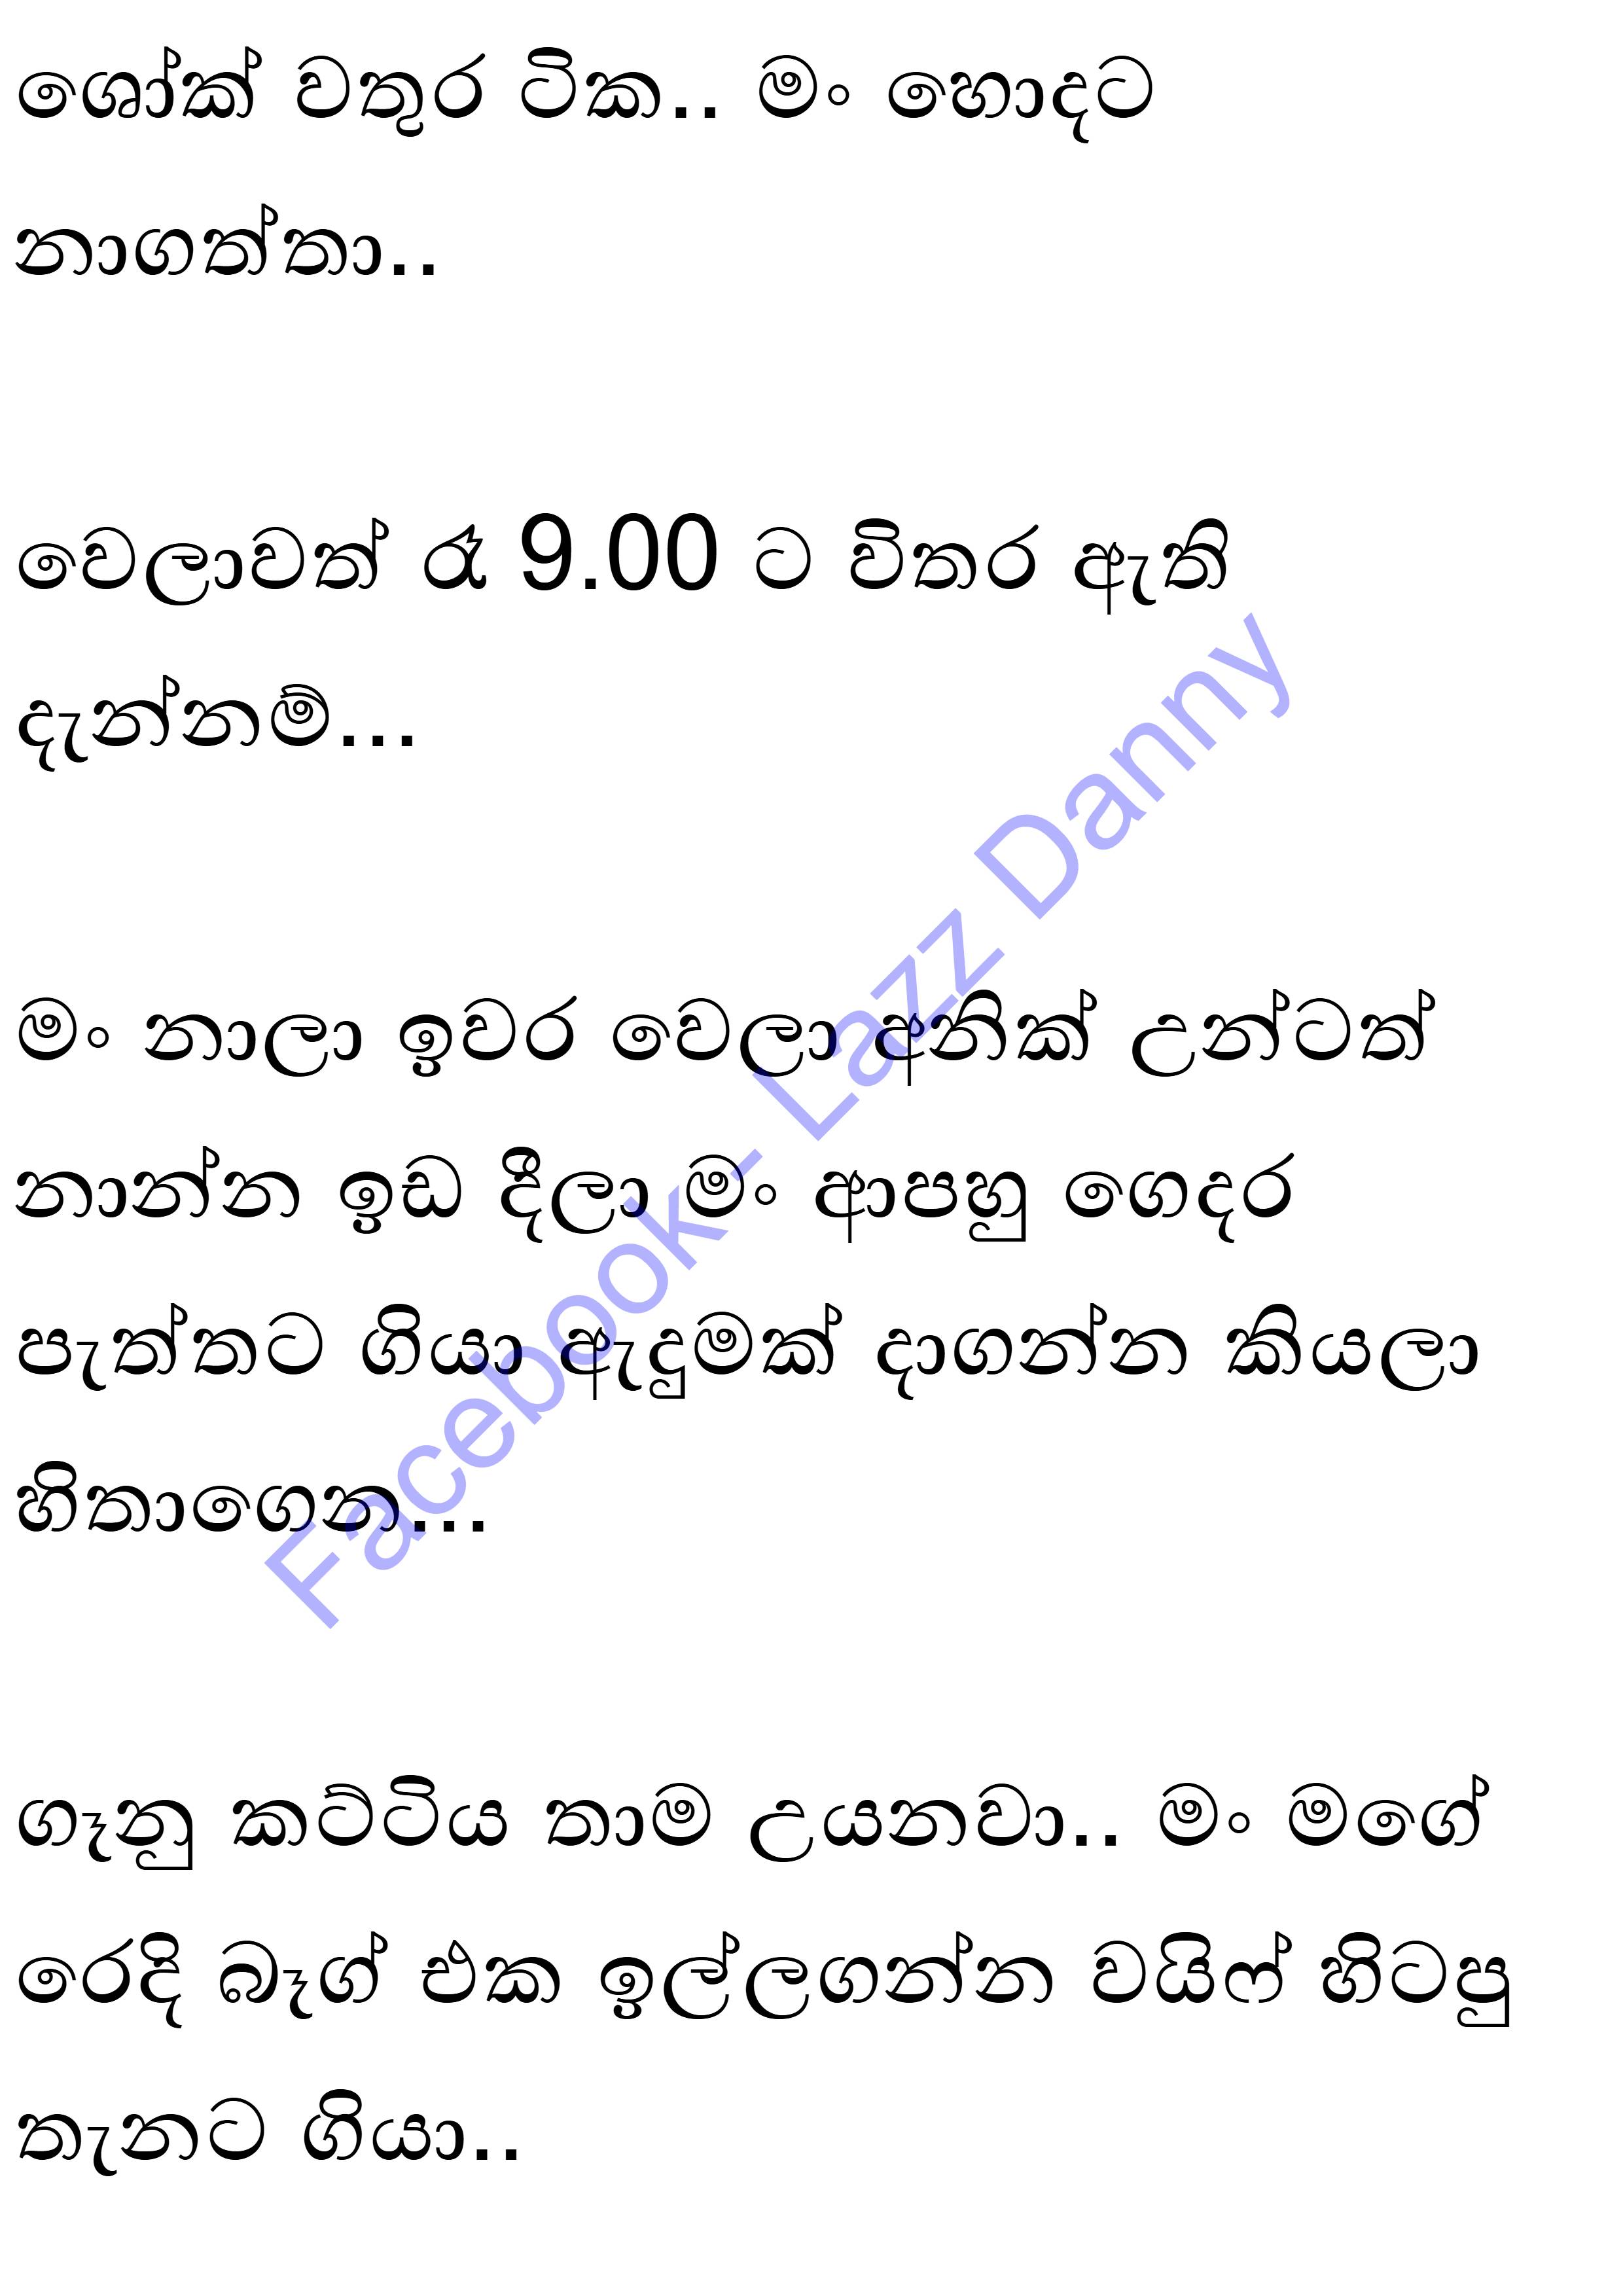 ශෝක් වතුර ටික.. මං හොදට
නාගත්තා..
වෙලාවත් රෑ 9.00 ට විතර ඇති
දැන්නම්...
මං නාලා ඉවර වෙලා අනික් උන්ටත්
නාන්න ඉඩ දීලා මං ආපහු ගෙදර
පැත්තට ගියා ඇඳුමක් දාගන්න කියලා
හිතාගෙන...
ගෑනු කට්ටිය තාම උයනවා.. මං මගේ
රෙදි බෑග් එක ඉල්ලගන්න වයිෆ් හිටපු
තැනට ගියා..
Facebook - Lazz Danny